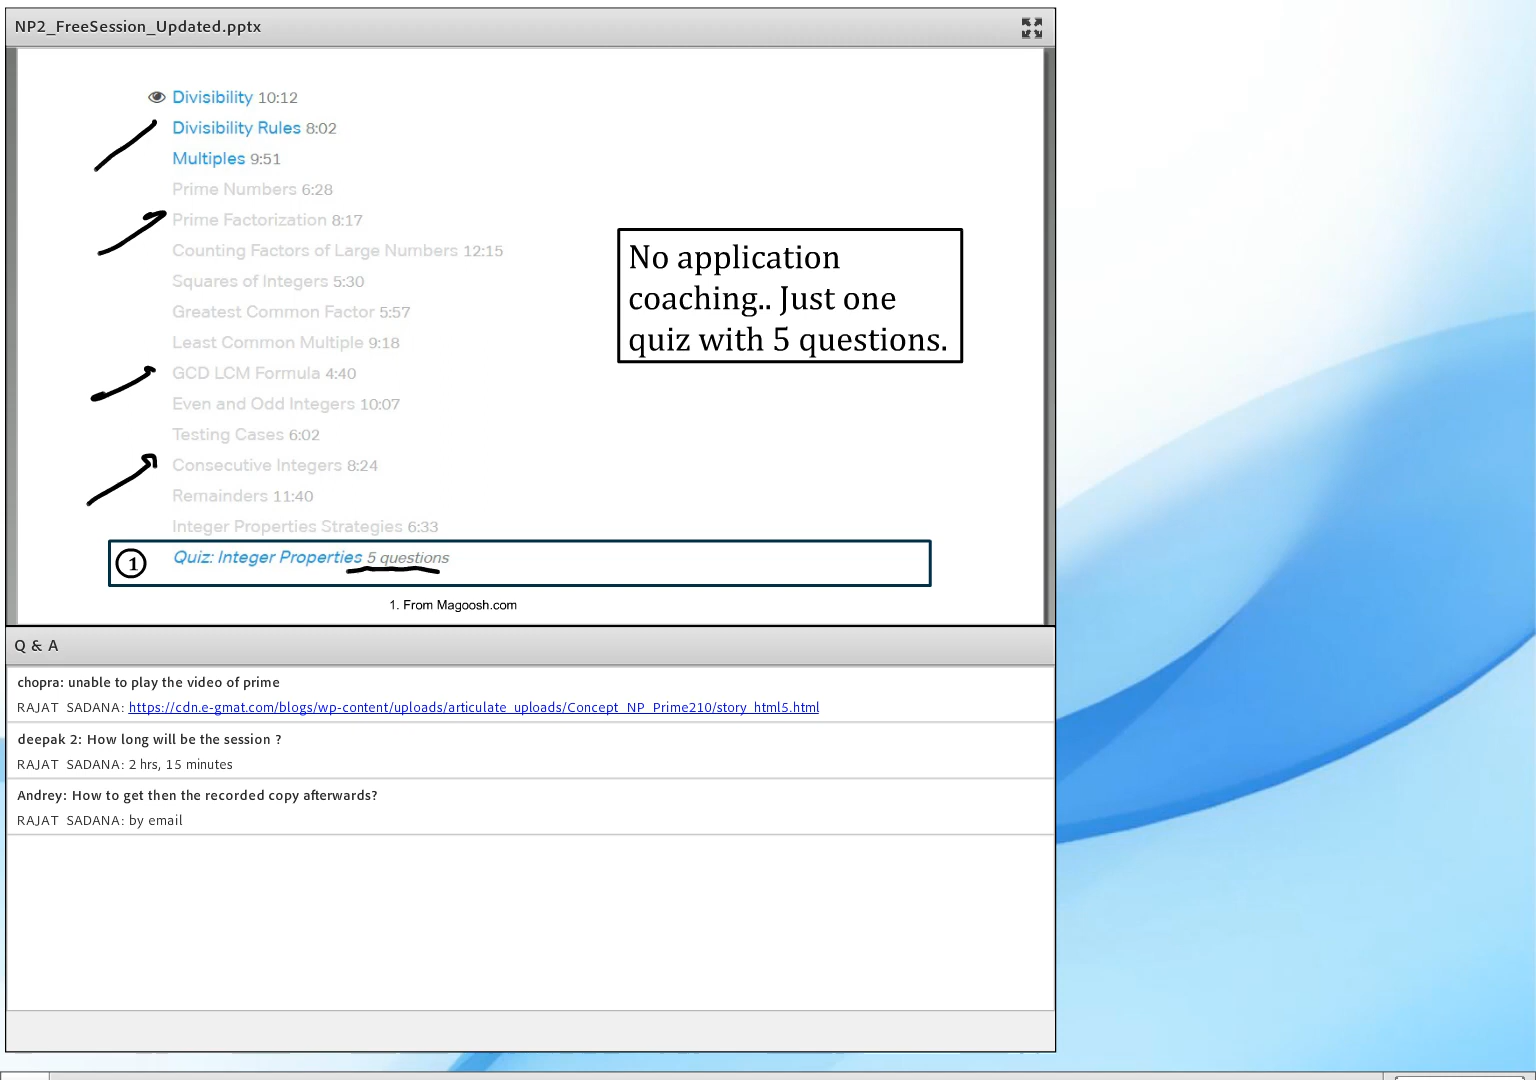 NP2_FreeSession_Updated.pptx
Divisibility 10:12
Divisibility Rules 8:02
Multiples 9:51
Prime Numbers 6:28
Prime Factorization 8:17
Counting Factors of Large Numbers 12:15
Squares of Integers 5:30
Greatest Common Factor 5:57
Least Common Multiple 9:18
GCD LCM Formula 4:40
Even and Odd Integers 10:07
Testing Cases 6:02
Consecutive Integers 8:24
Remainders 11:40
Integer Properties Strategies 6:33
1 Quiz: Integer Properties 5 questions
No application
coaching.. Just one
quiz with 5 questions.
1. From Magoosh.com
Q & A
chopra: unable to play the video of prime
RAJAT SADANA: https://cdn.e-gmat.com/blogs/wp-content/uploads/articulate_uploads/Concept_NP_Prime210/story_html5.html
deepak 2: How long will be the session ?
RAJAT SADANA: 2 hrs, 15 minutes
Andrey: How to get then the recorded copy afterwards?
RAJAT SADANA: by email